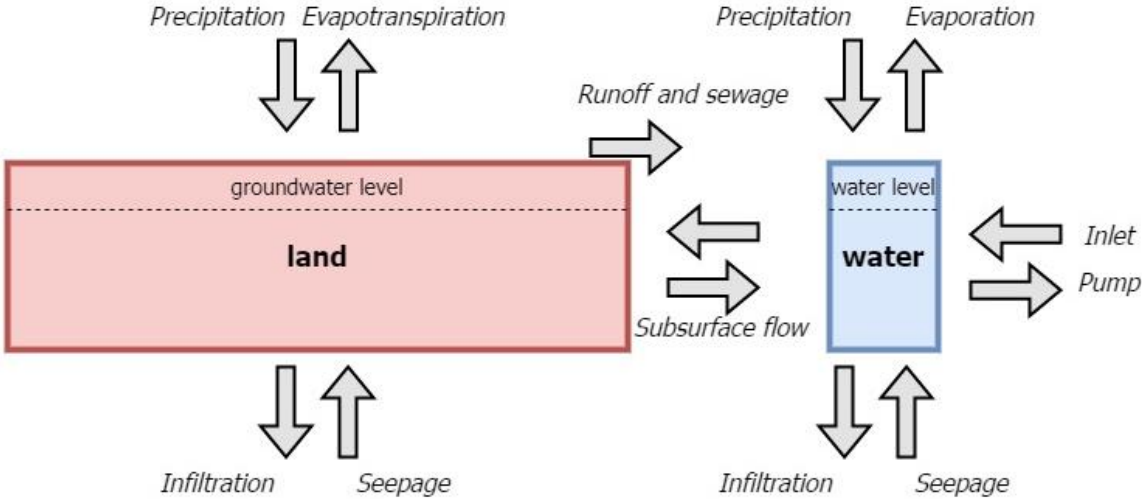 Precipitation Evapotranspiration
Precipitation Evaporation
Runoff and sewage
groundwater level
water level
land
water
Inlet
Pump
Subsurface flow
Infiltration Seepage
Infiltration Seepage